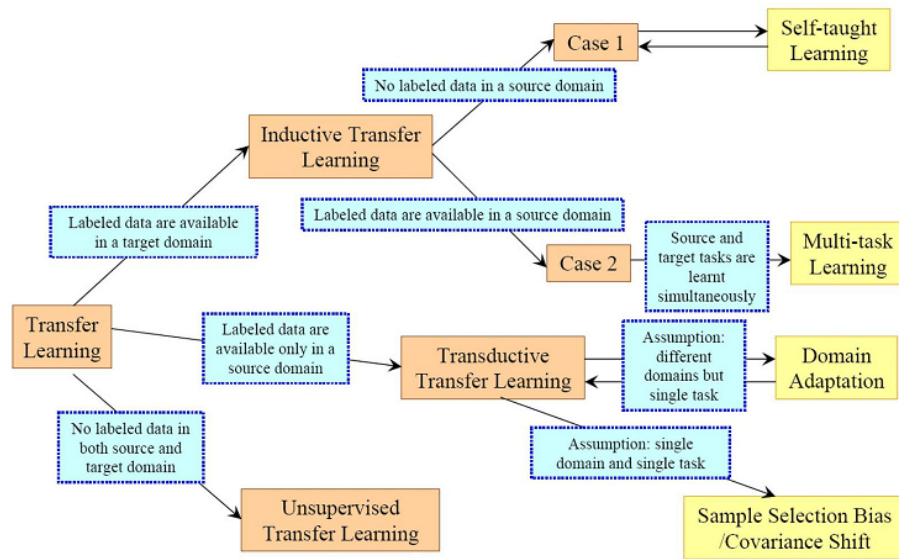 Case 1
Self-taught
Learning
No labeled data in a source domain
Inductive Transfer
Learning
Labeled data are available
in a target domain
Labeled data are available in a source domain
Case 2
Source and
target tasks are
learnt
simultaneously
Multi-task
Learning
Transfer
Learning
Labeled data are
available only in a
source domain
Transductive
Transfer Learning
Assumption:
different
domains but
single task
Domain
Adaptation
No labeled data in
both source and
target domain
Assumption: single
domain and single task
Unsupervised
Transfer Learning
Sample Selection Bias
/Covariance Shift